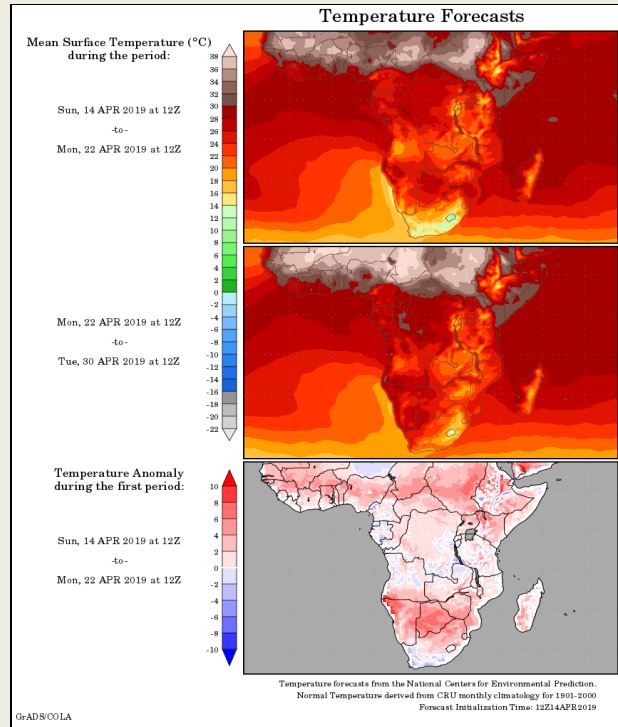 Temperature Forecasts
Mean Surface Temperature (°C)
during the period:
Sun, 14 APR 2019 at 12Z
-to-
Mon, 22 APR 2019 at 12Z
38
36
34
32
30
28
26
24
22
20
18
16
14
12
10
8
6
4
2
0
-2
-4
-6
-8
-10
-12
-14
-16
-18
-20
-22
Mon, 22 APR 2019 at 12Z
-to-
Tue, 30 APR 2019 at 12Z
Temperature Anomaly
during the first period:
Sun, 14 APR 2019 at 12Z
-to-
Mon, 22 APR 2019 at 12Z
10
8
6
4
2
0
-2
-4
-6
-8
-10
Temperature forecasts from the National Centers for Environmental Prediction.
Normal Temperature derived from CRU monthly climatology for 1901-2000
Forecast Initialization Time: 12Z14APR2019
GrADS/COLA